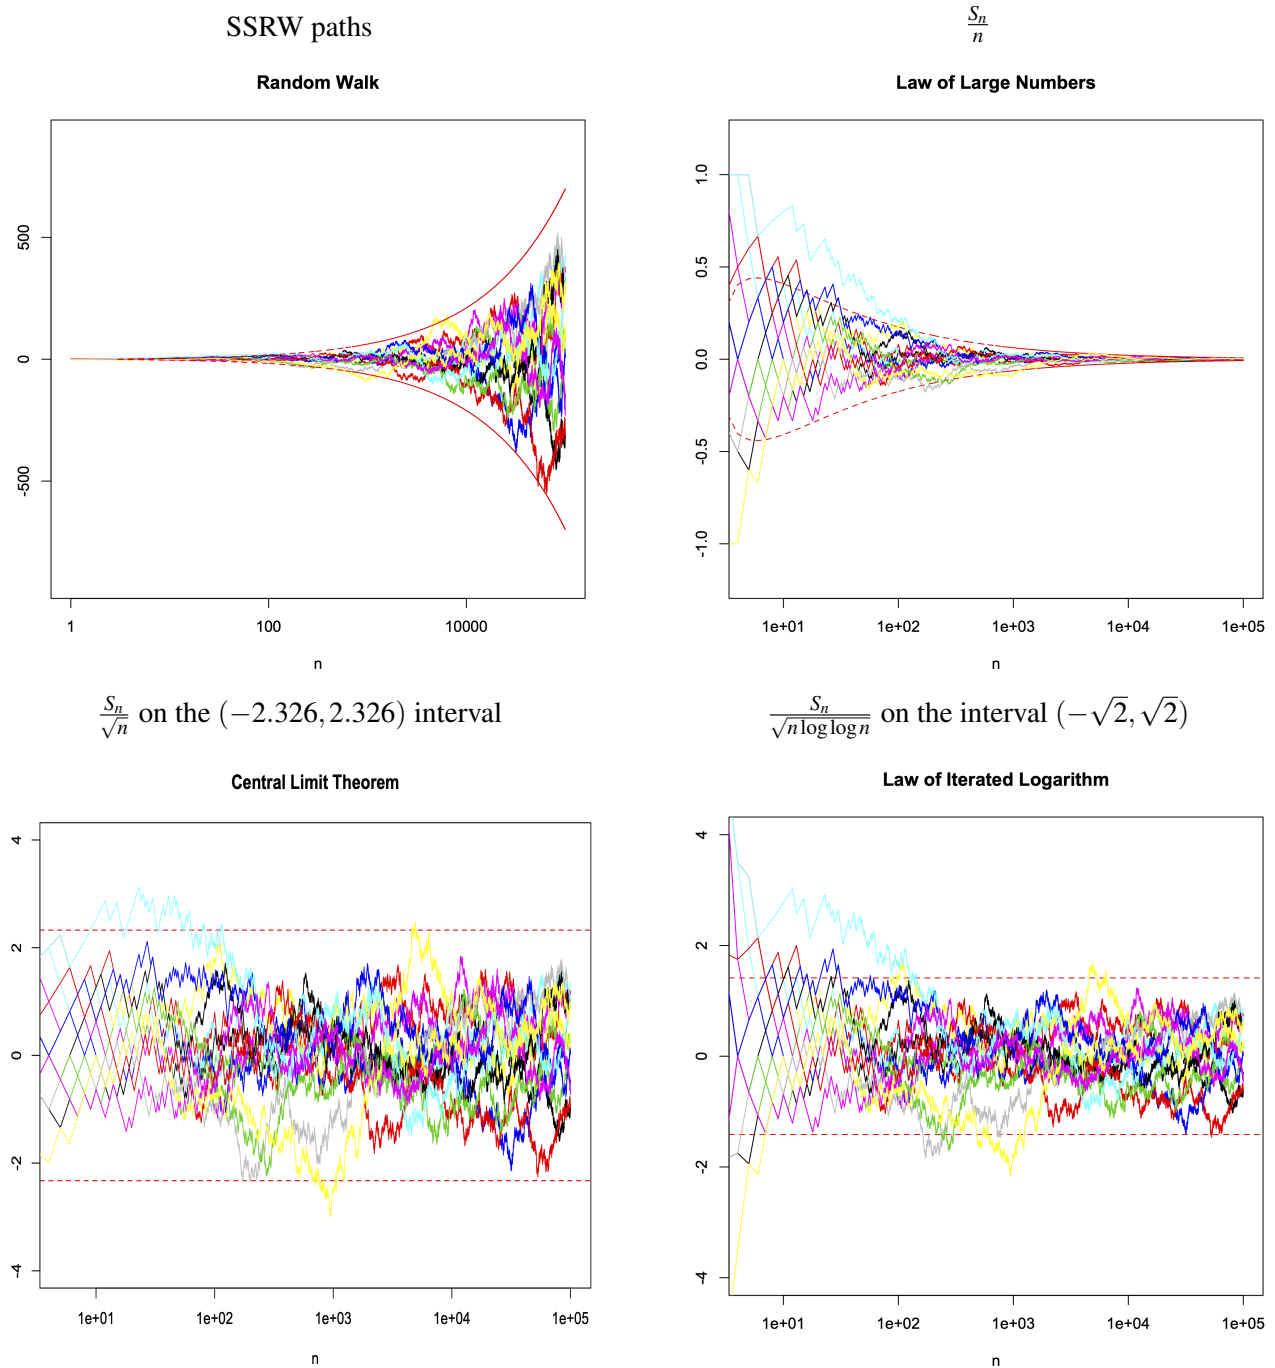 SSRW paths
S_n/n
Random Walk
Law of Large Numbers
500
0
-500
1
100
10000
n
1.0
0.5
0.0
-0.5
-1.0
1e+01
1e+02
1e+03
1e+04
1e+05
n
S_n/√n on the (−2.326, 2.326) interval
S_n/√(n log log n) on the interval (−√2, √2)
Central Limit Theorem
Law of Iterated Logarithm
4
2
0
-2
-4
1e+01
1e+02
1e+03
1e+04
1e+05
n
4
2
0
-2
-4
1e+01
1e+02
1e+03
1e+04
1e+05
n